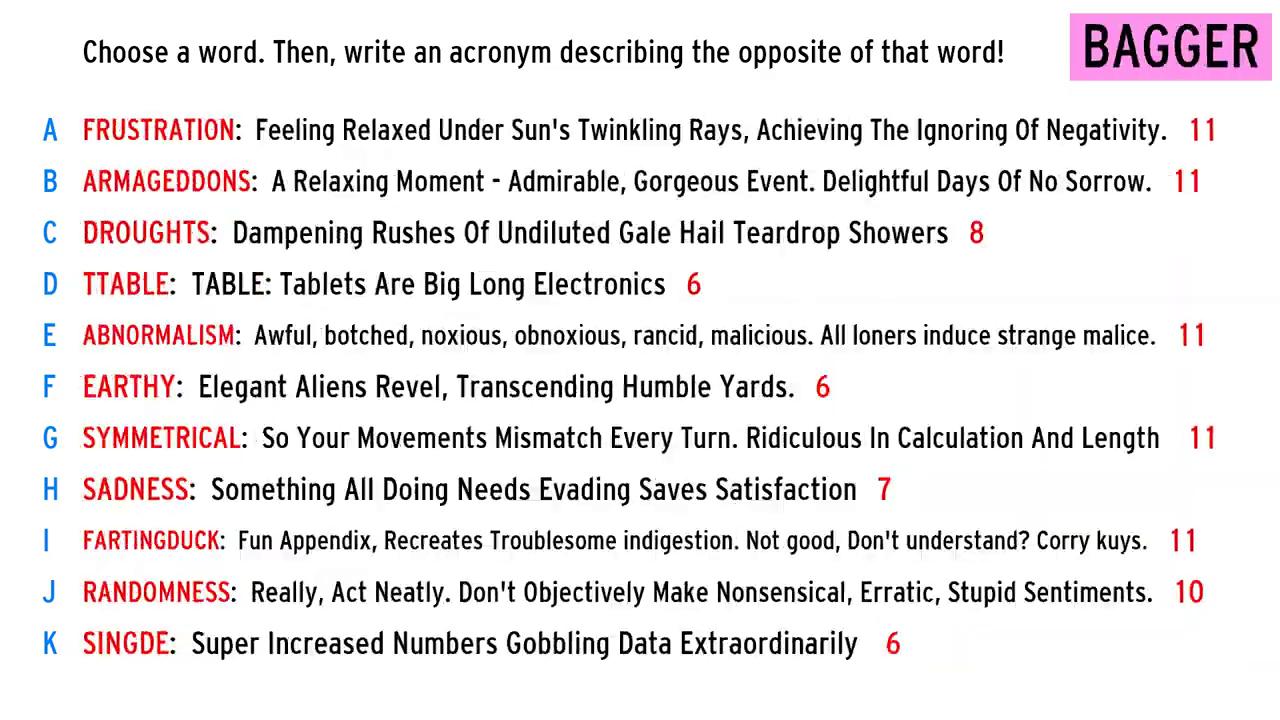 Choose a word. Then, write an acronym describing the opposite of that word!
BAGGER
A FRUSTRATION: Feeling Relaxed Under Sun's Twinkling Rays, Achieving The Ignoring Of Negativity. 11
B ARMAGEDDONS: A Relaxing Moment - Admirable, Gorgeous Event. Delightful Days Of No Sorrow. 11
C DROUGHTS: Dampening Rushes Of Undiluted Gale Hail Teardrop Showers 8
D TTABLE: TABLE: Tablets Are Big Long Electronics 6
E ABNORMALISM: Awful, botched, noxious, obnoxious, rancid, malicious. All loners induce strange malice. 11
F EARTHY: Elegant Aliens Revel, Transcending Humble Yards. 6
G SYMMETRICAL: So Your Movements Mismatch Every Turn. Ridiculous In Calculation And Length 11
H SADNESS: Something All Doing Needs Evading Saves Satisfaction 7
I FARTINGDUCK: Fun Appendix, Recreates Troublesome indigestion. Not good, Don't understand? Corry kuys. 11
J RANDOMNESS: Really, Act Neatly. Don't Objectively Make Nonsensical, Erratic, Stupid Sentiments. 10
K SINGDE: Super Increased Numbers Gobbling Data Extraordinarily 6